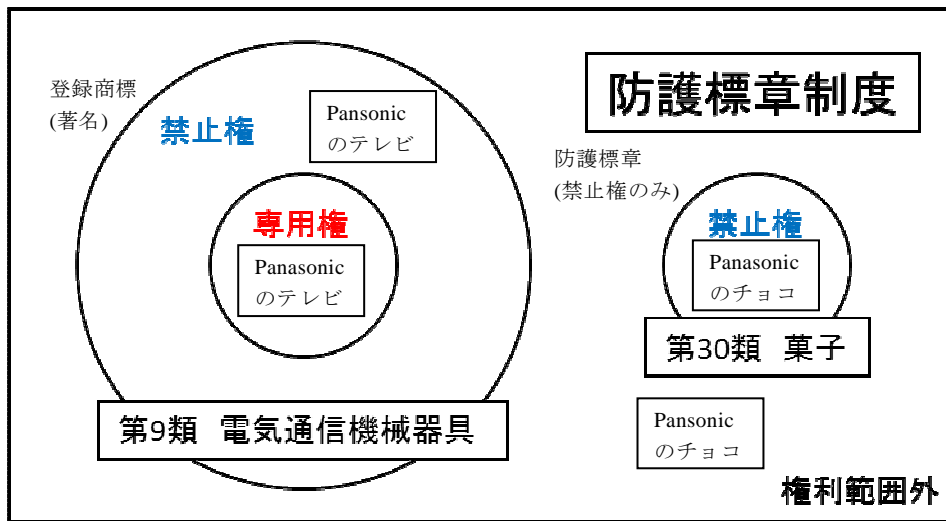 防護標章制度
登録商標
(著名)
禁止権
Pansonic
のテレビ
専用権
Panasonic
のテレビ
第9類 電気通信機械器具
防護標章
(禁止権のみ)
禁止権
Panasonic
のチョコ
第30類 菓子
Pansonic
のチョコ
権利範囲外